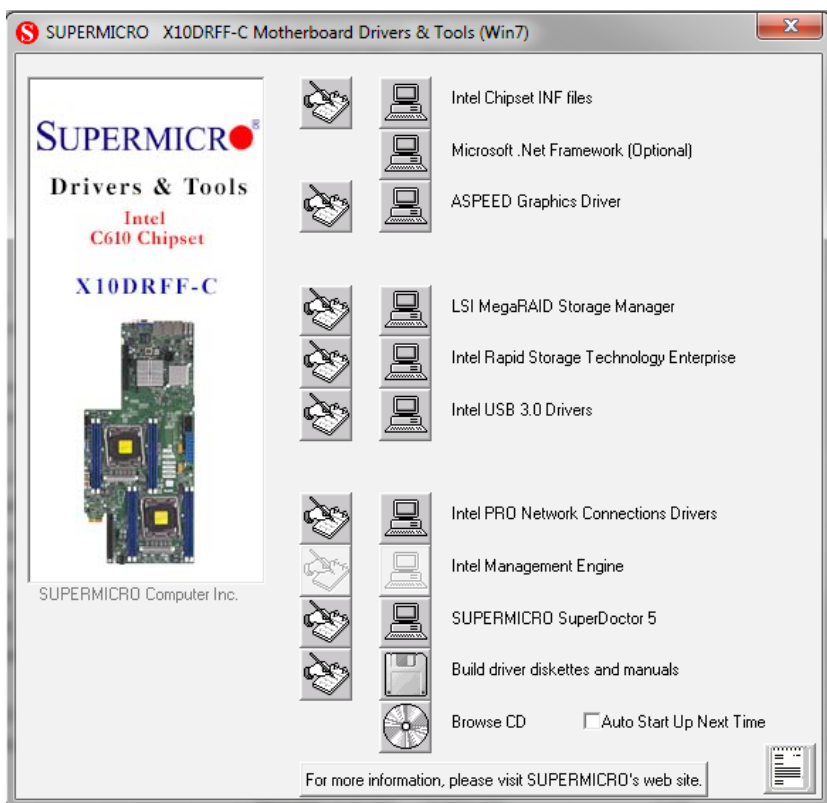 SUPERMICRO X10DRFF-C Motherboard Drivers & Tools (Win7)
SUPERMICRO®
Drivers & Tools
Intel
C610 Chipset
X10DRFF-C
SUPERMICRO Computer Inc.
Intel Chipset INF files
Microsoft .Net Framework (Optional)
ASPEED Graphics Driver
LSI MegaRAID Storage Manager
Intel Rapid Storage Technology Enterprise
Intel USB 3.0 Drivers
Intel PRO Network Connections Drivers
Intel Management Engine
SUPERMICRO SuperDoctor 5
Build driver diskettes and manuals
Browse CD
Auto Start Up Next Time
For more information, please visit SUPERMICRO's web site.